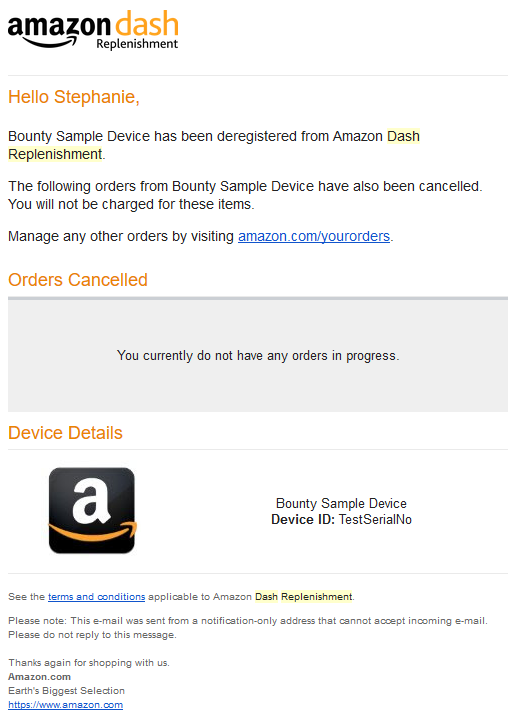 amazon dash
Replenishment
Hello Stephanie,
Bounty Sample Device has been deregistered from Amazon Dash
Replenishment.
The following orders from Bounty Sample Device have also been cancelled.
You will not be charged for these items.
Manage any other orders by visiting amazon.com/yourorders.
Orders Cancelled
You currently do not have any orders in progress.
Device Details
a
Bounty Sample Device
Device ID: TestSerialNo
See the terms and conditions applicable to Amazon Dash Replenishment.
Please note: This e-mail was sent from a notification-only address that cannot accept incoming e-mail.
Please do not reply to this message.
Thanks again for shopping with us.
Amazon.com
Earth's Biggest Selection
https://www.amazon.com